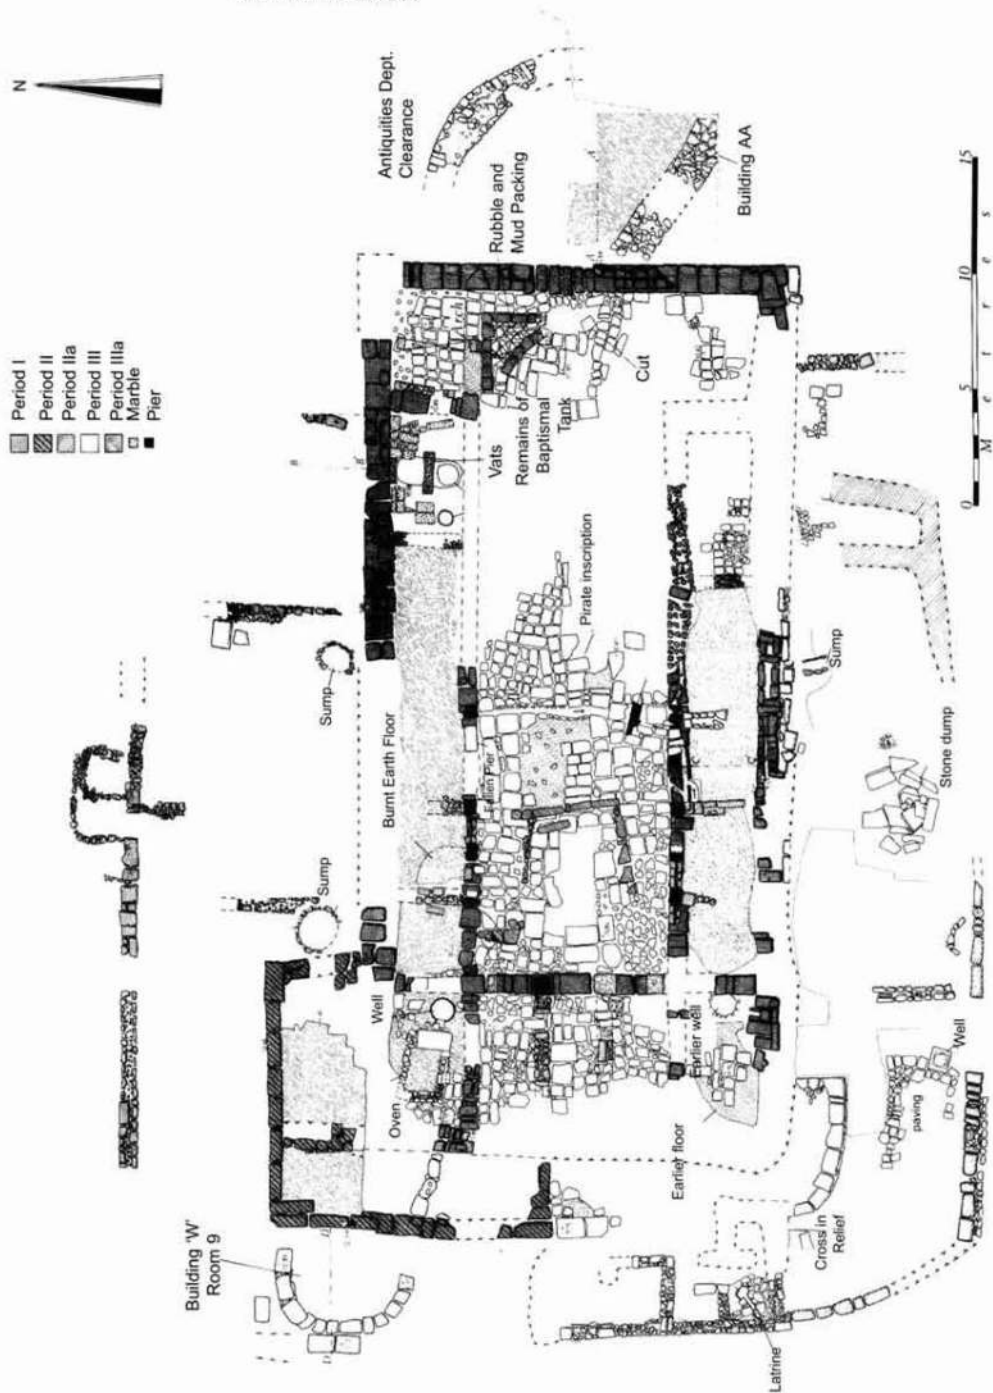 N
Period I
Period II
Period IIa
Period III
Period IIIa
Marble
Pier
Antiquities Dept.
Clearance
Rubble and
Mud Packing
Building AA
Cut
Remains of
Baptismal
Tank
Vats
Pirate inscription
Sump
Burnt Earth Floor
Fallen Pier
Sump
Sump
Stone dump
Well
Oven
Earlier well
Earlier floor
Well
paving
Building 'W'
Room 9
Cross in
Relief
Latrine
0 5 10 15
Metres